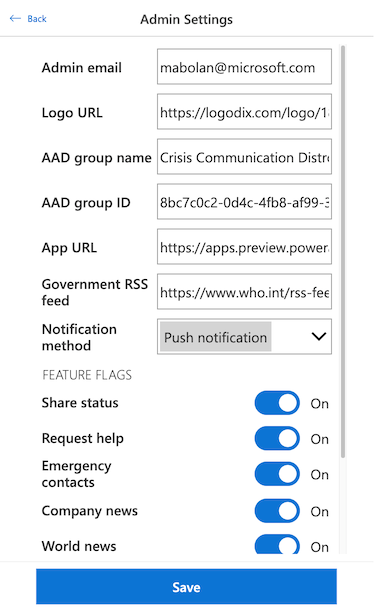 Back
Admin Settings
Admin email
mabolan@microsoft.com
Logo URL
https://logodix.com/logo/1
AAD group name
Crisis Communication Distr
AAD group ID
8bc7c0c2-0d4c-4fb8-af99-3
App URL
https://apps.preview.power
Government RSS
feed
https://www.who.int/rss-fee
Notification
method
Push notification
FEATURE FLAGS
Share status
On
Request help
On
Emergency
contacts
On
Company news
On
World news
On
Save